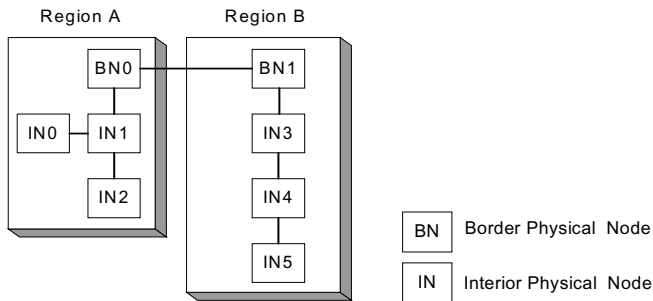 Region A
Region B
BN0
BN1
IN0
IN1
IN3
IN2
IN4
IN5
BN Border Physical Node
IN Interior Physical Node